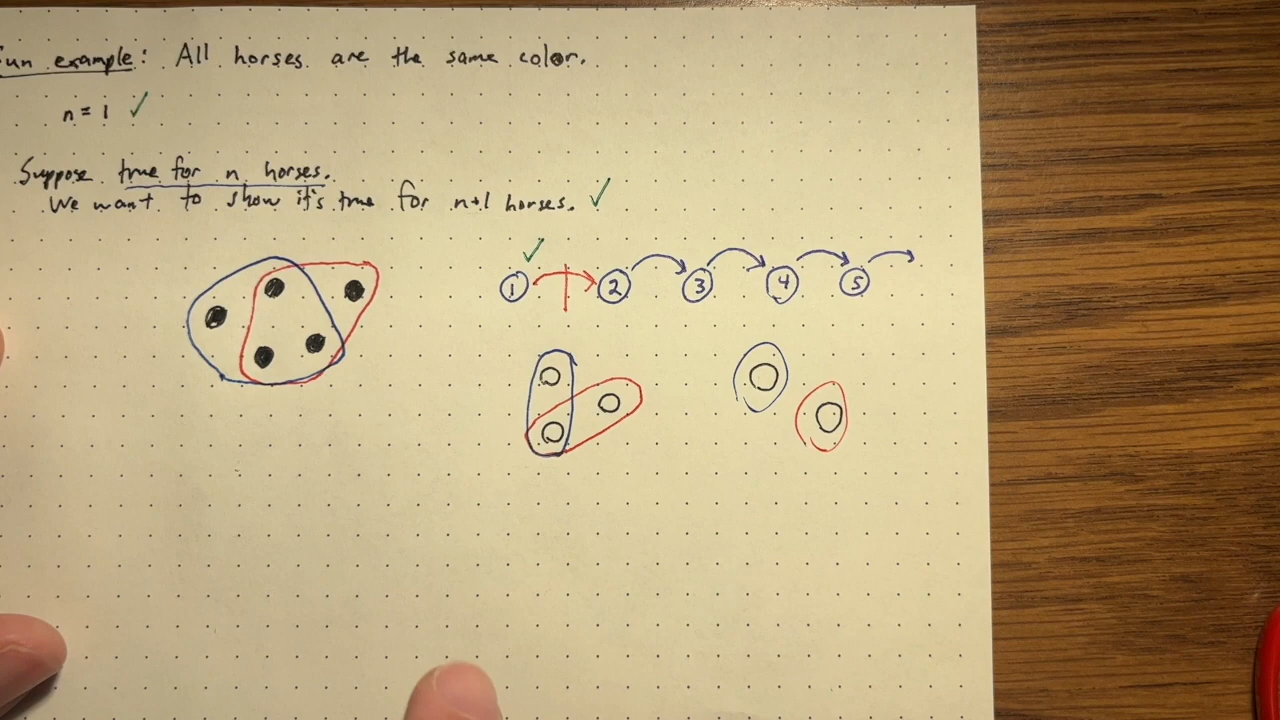 un example: All horses are the same color.
n = 1 ✓
Suppose true for n horses.
We want to show it's true for n+1 horses. ✓
✓
1 2 3 4 5